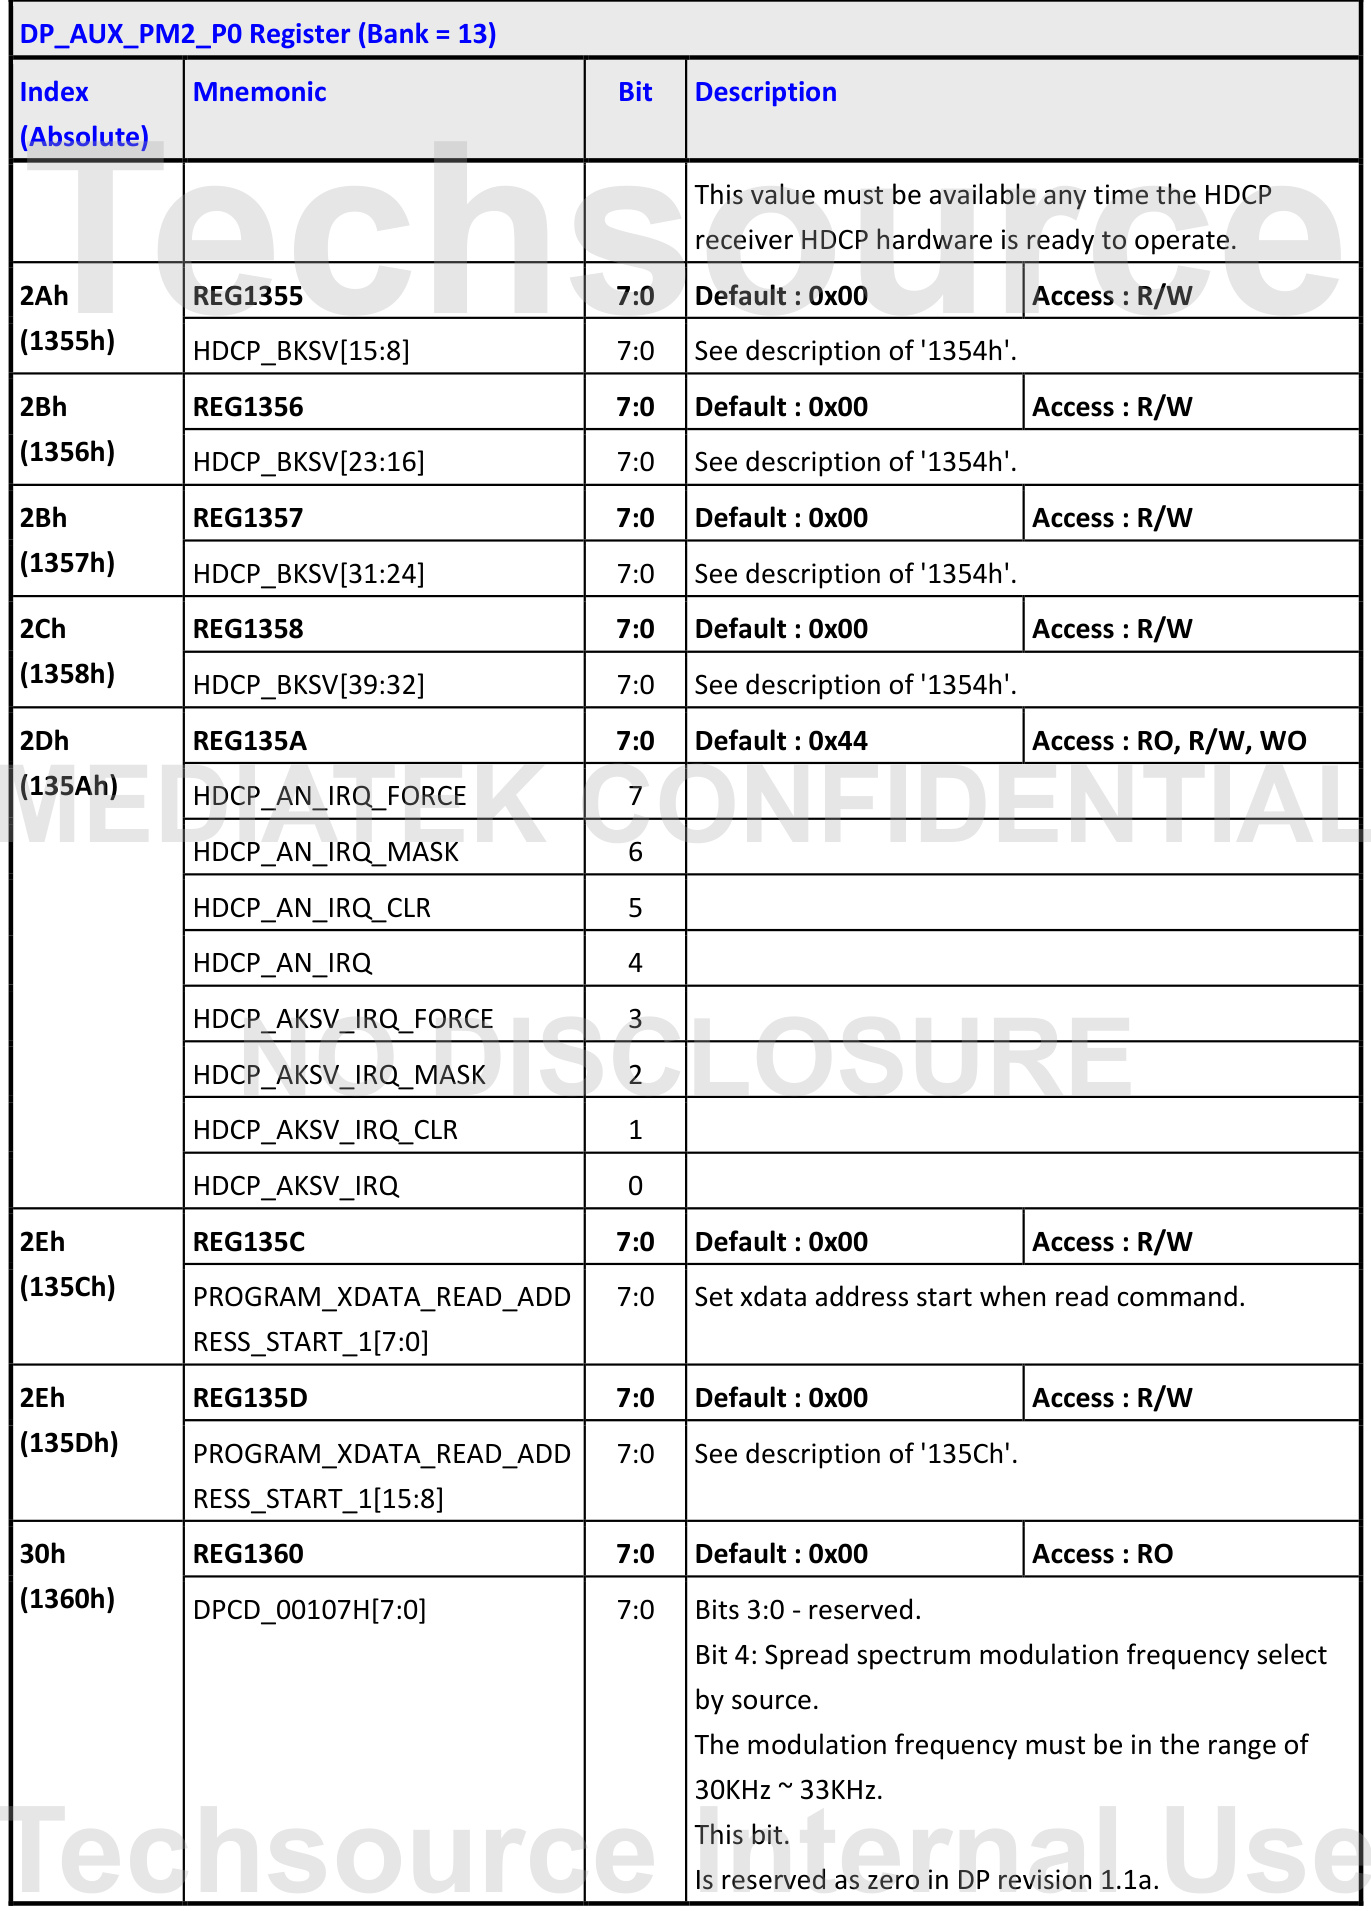 DP_AUX_PM2_P0 Register (Bank = 13)
Index (Absolute) Mnemonic Bit Description
This value must be available any time the HDCP
receiver HDCP hardware is ready to operate.
2Ah (1355h) REG1355 7:0 Default : 0x00 Access : R/W
HDCP_BKSV[15:8] 7:0 See description of '1354h'.
2Bh (1356h) REG1356 7:0 Default : 0x00 Access : R/W
HDCP_BKSV[23:16] 7:0 See description of '1354h'.
2Bh (1357h) REG1357 7:0 Default : 0x00 Access : R/W
HDCP_BKSV[31:24] 7:0 See description of '1354h'.
2Ch (1358h) REG1358 7:0 Default : 0x00 Access : R/W
HDCP_BKSV[39:32] 7:0 See description of '1354h'.
2Dh (135Ah) REG135A 7:0 Default : 0x44 Access : RO, R/W, WO
HDCP_AN_IRQ_FORCE 7
HDCP_AN_IRQ_MASK 6
HDCP_AN_IRQ_CLR 5
HDCP_AN_IRQ 4
HDCP_AKSV_IRQ_FORCE 3
HDCP_AKSV_IRQ_MASK 2
HDCP_AKSV_IRQ_CLR 1
HDCP_AKSV_IRQ 0
2Eh (135Ch) REG135C 7:0 Default : 0x00 Access : R/W
PROGRAM_XDATA_READ_ADD 7:0 Set xdata address start when read command.
RESS_START_1[7:0]
2Eh (135Dh) REG135D 7:0 Default : 0x00 Access : R/W
PROGRAM_XDATA_READ_ADD 7:0 See description of '135Ch'.
RESS_START_1[15:8]
30h (1360h) REG1360 7:0 Default : 0x00 Access : RO
DPCD_00107H[7:0] 7:0 Bits 3:0 - reserved.
Bit 4: Spread spectrum modulation frequency select
by source.
The modulation frequency must be in the range of
30KHz ~ 33KHz.
This bit.
Is reserved as zero in DP revision 1.1a.
Techsource
MEDIATEK CONFIDENTIAL
NO DISCLOSURE
Techsource Internal Use